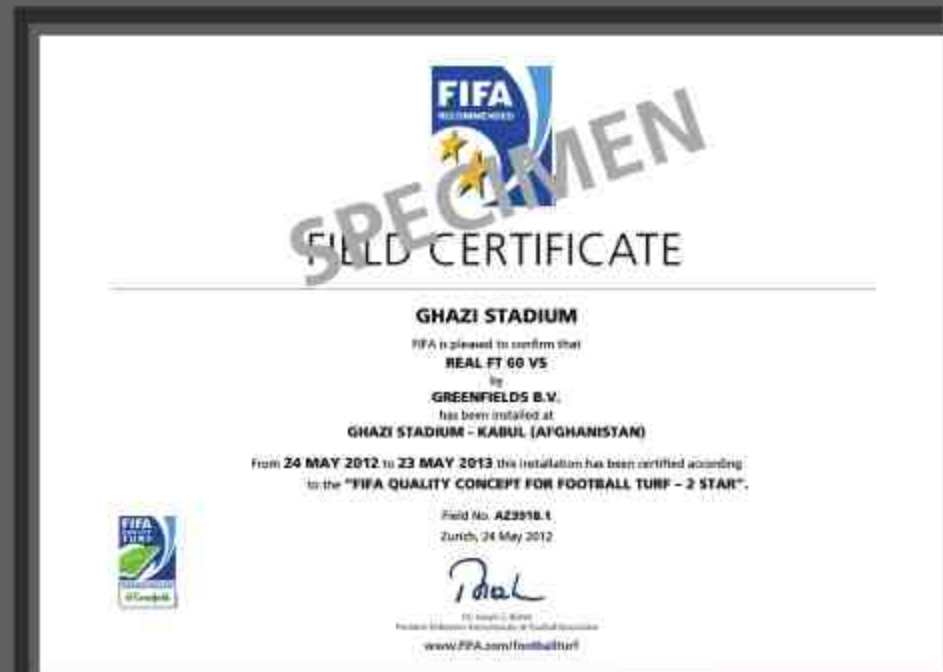 FIFA
RECOMMENDED
SPECIMEN
FIELD CERTIFICATE
GHAZI STADIUM
FIFA is pleased to confirm that
REAL FT 60 VS
by
GREENFIELDS B.V.
has been installed at
GHAZI STADIUM - KABUL (AFGHANISTAN)
From 24 MAY 2012 to 23 MAY 2013 this installation has been certified according
to the "FIFA QUALITY CONCEPT FOR FOOTBALL TURF – 2 STAR".
Field No.
Zurich, 24 May 2012
FIFA
TURF
www.FIFA.com/footballturf